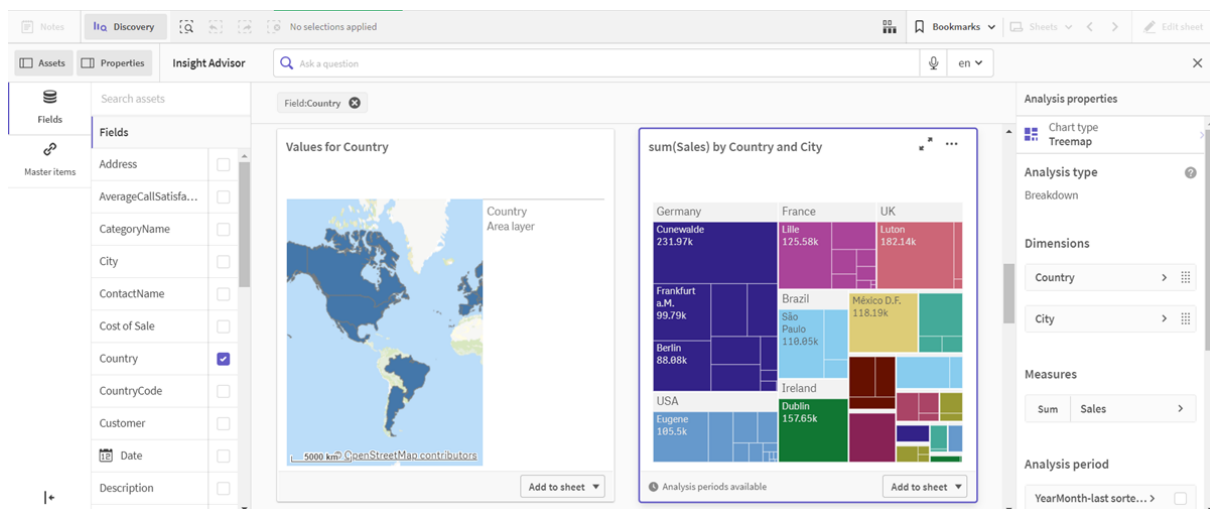 Notes
Discovery
No selections applied
Bookmarks
Sheets
Edit sheet
Assets
Properties
Insight Advisor
Ask a question
en
Fields
Master items
Search assets
Fields
Address
AverageCallSatisfa...
CategoryName
City
ContactName
Cost of Sale
Country
CountryCode
Customer
Date
Description
Field:Country
Values for Country
Country
Area layer
5000 km
© OpenStreetMap contributors
Add to sheet
sum(Sales) by Country and City
Germany
Cunewalde
231.97k
Frankfurt
a.M.
99.79k
Berlin
88.08k
USA
Eugene
105.5k
France
Lille
125.58k
UK
Luton
182.14k
Brazil
São
Paulo
110.05k
México D.F.
118.19k
Ireland
Dublin
157.65k
Analysis periods available
Add to sheet
Analysis properties
Chart type
Treemap
Analysis type
Breakdown
Dimensions
Country
City
Measures
Sum Sales
Analysis period
YearMonth-last sorte...